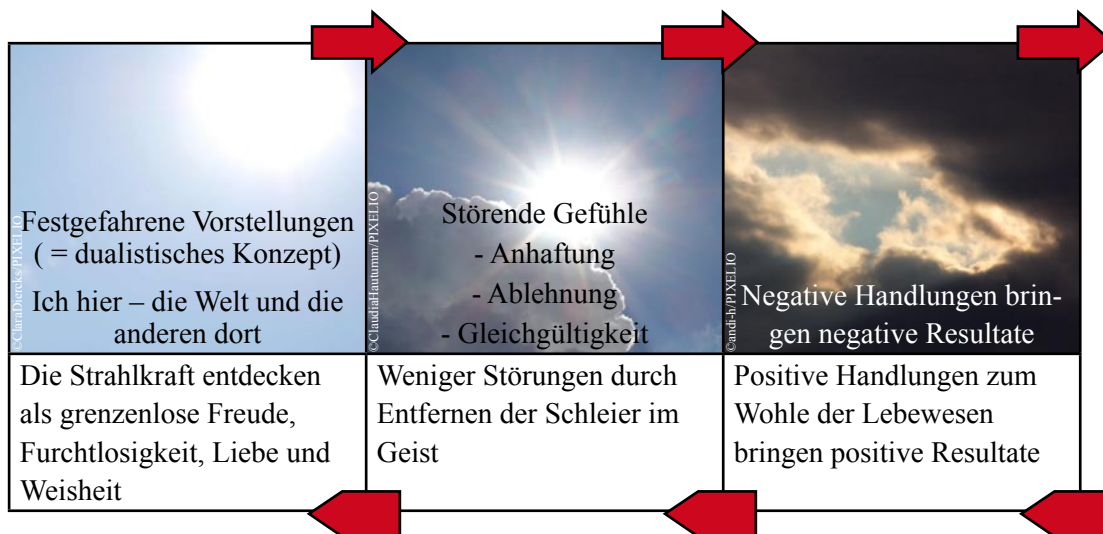 ©ClaraDiercks/PIXELIO
Festgefahrene Vorstellungen
( = dualistisches Konzept)
Ich hier – die Welt und die
anderen dort
©ClaudiaHautumm/PIXELIO
Störende Gefühle
- Anhaftung
- Ablehnung
- Gleichgültigkeit
©andi-h/PIXELIO
Negative Handlungen brin-
gen negative Resultate
Die Strahlkraft entdecken
als grenzenlose Freude,
Furchtlosigkeit, Liebe und
Weisheit
Weniger Störungen durch
Entfernen der Schleier im
Geist
Positive Handlungen zum
Wohle der Lebewesen
bringen positive Resultate